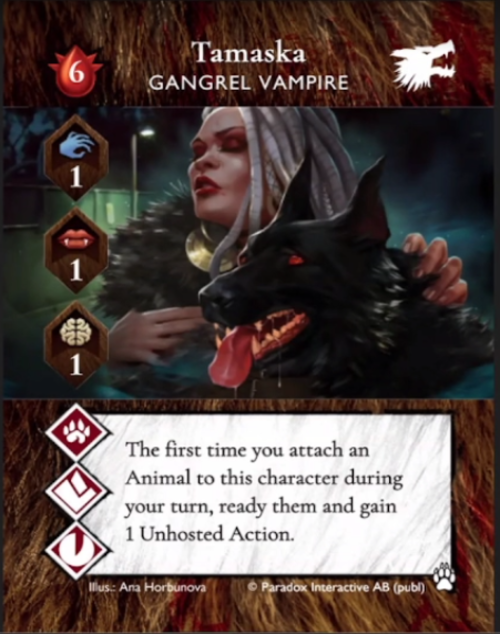 6
Tamaska
GANGREL VAMPIRE
1
1
1
The first time you attach an
Animal to this character during
your turn, ready them and gain
1 Unhosted Action.
Illus.: Ana Horbunova © Paradox Interactive AB (publ)